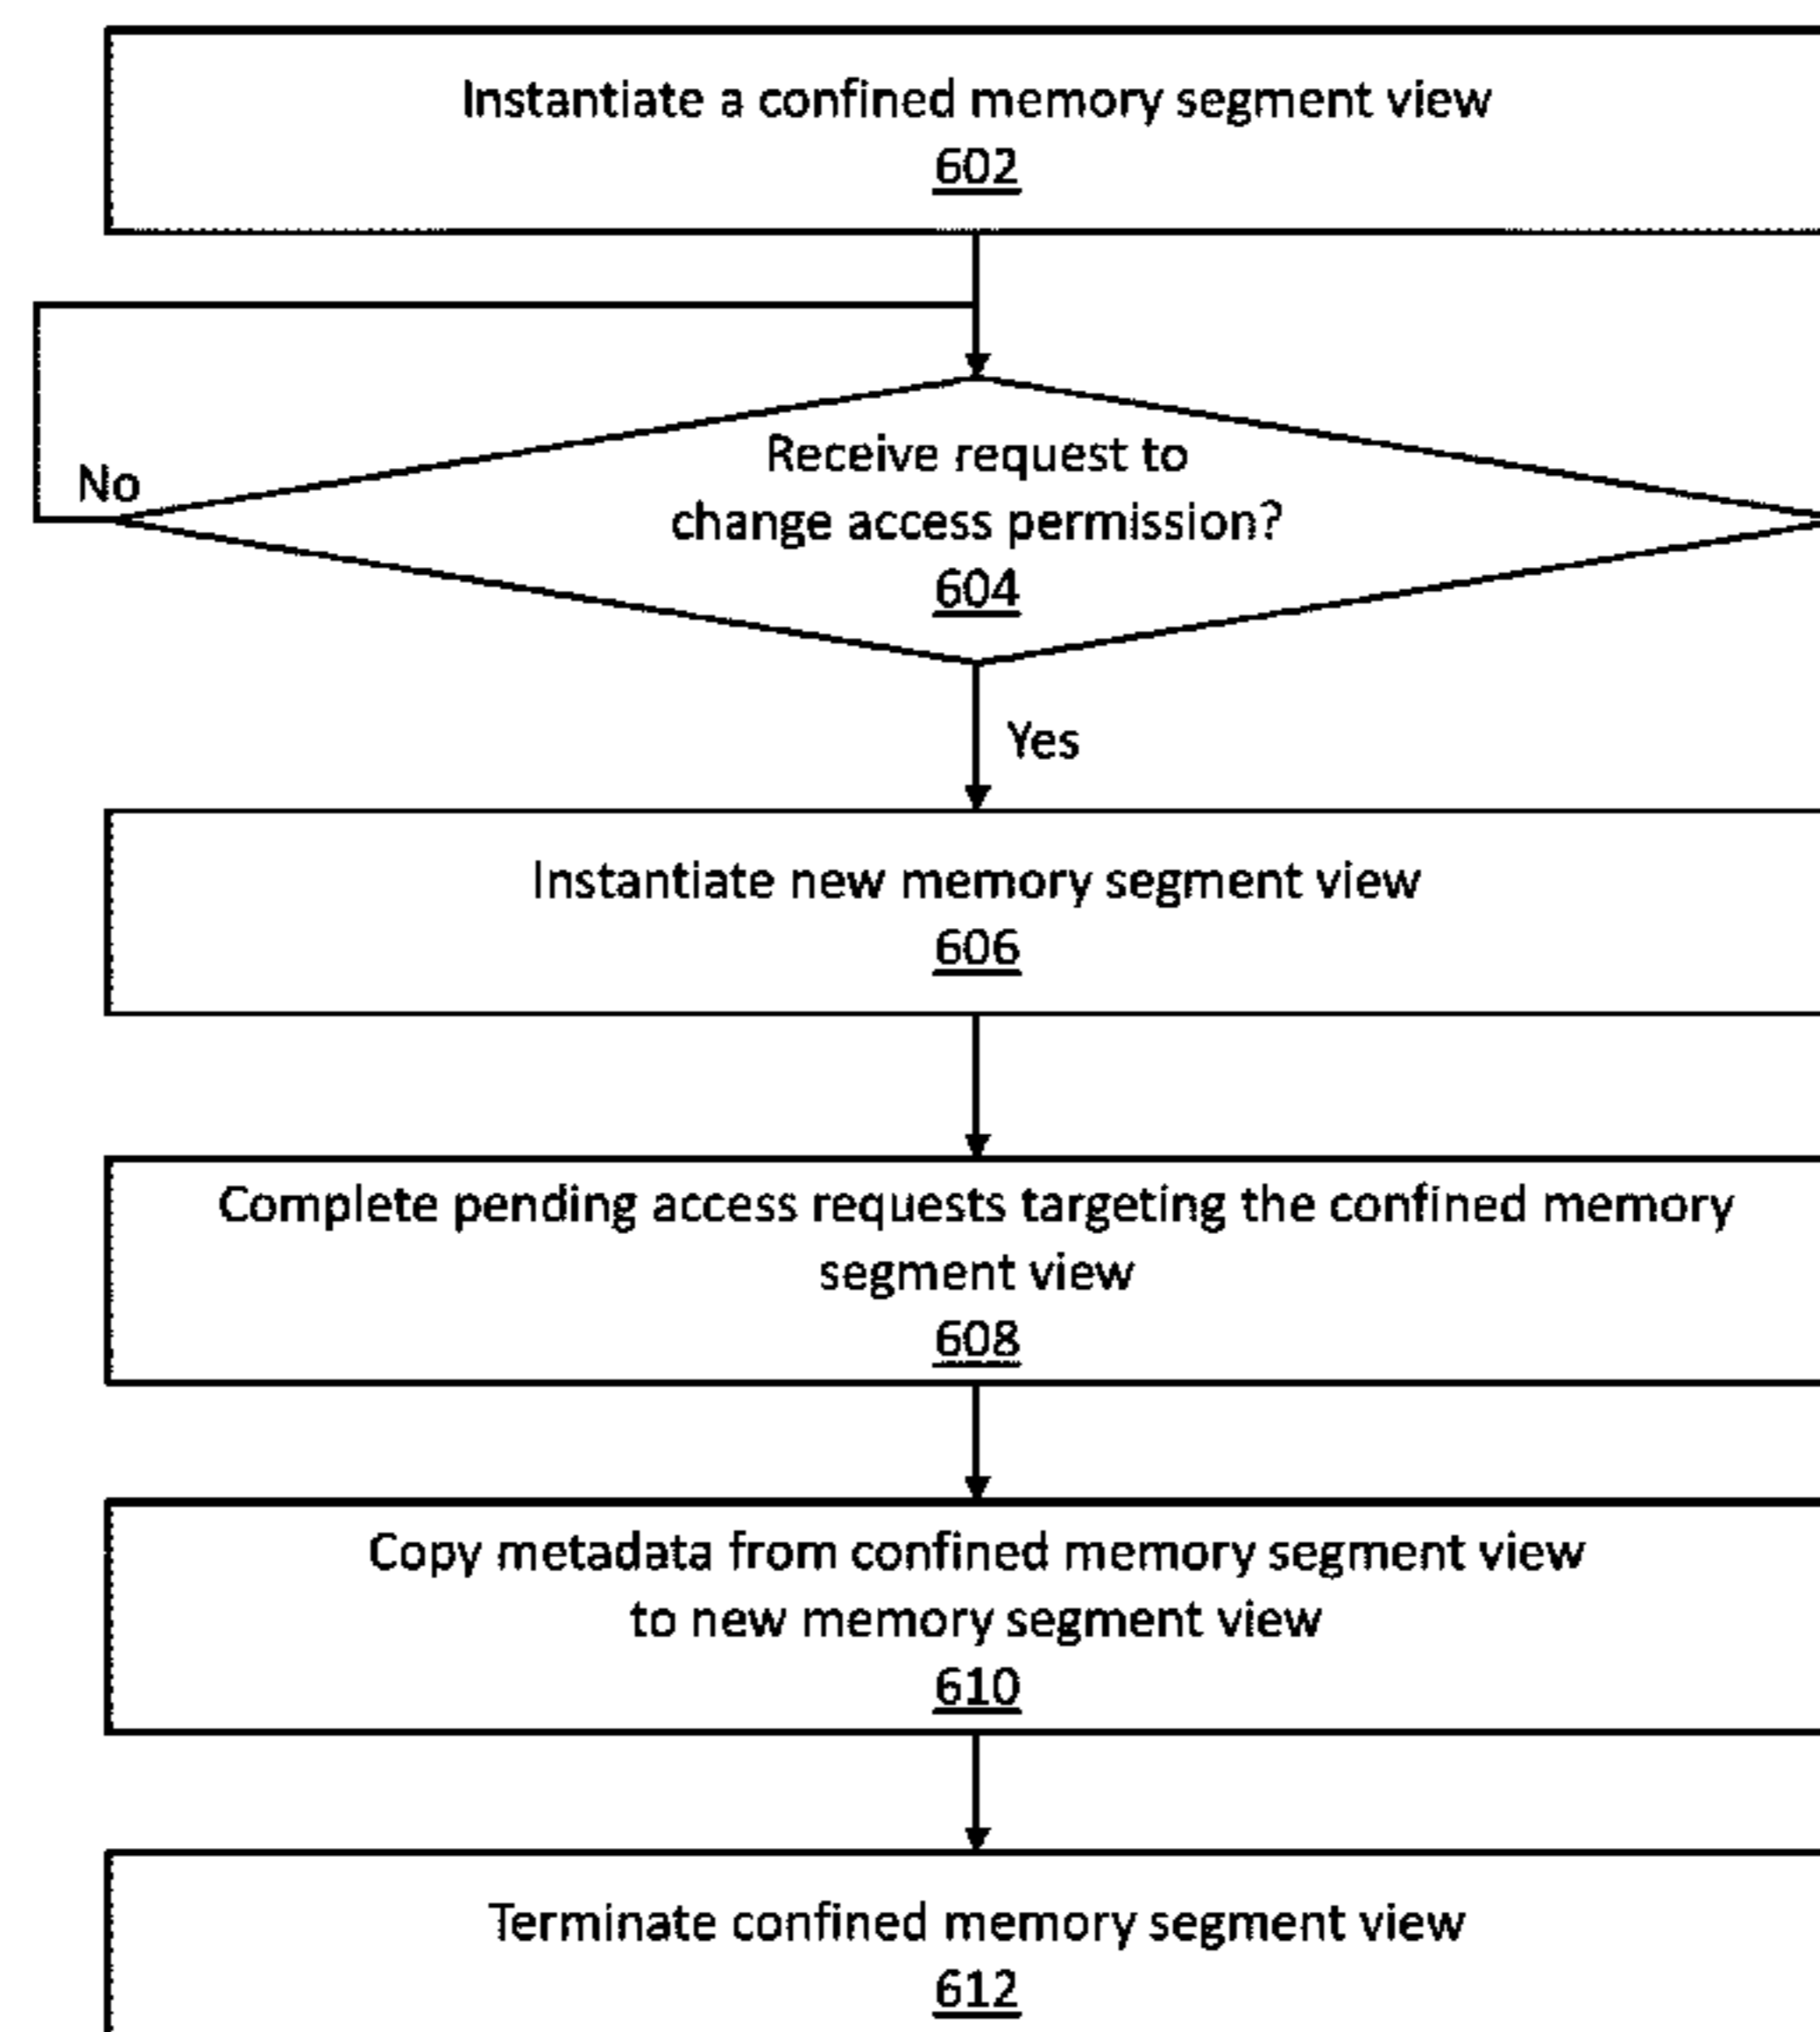 Instantiate a confined memory segment view
602
Receive request to
No
change access permission?
604
Yes
Instantiate new memory segment view
606
Complete pending access requests targeting the confined memory
segment view
608
Copy metadata from confined memory segment view
to new memory segment view
610
Terminate confined memory segment view
612